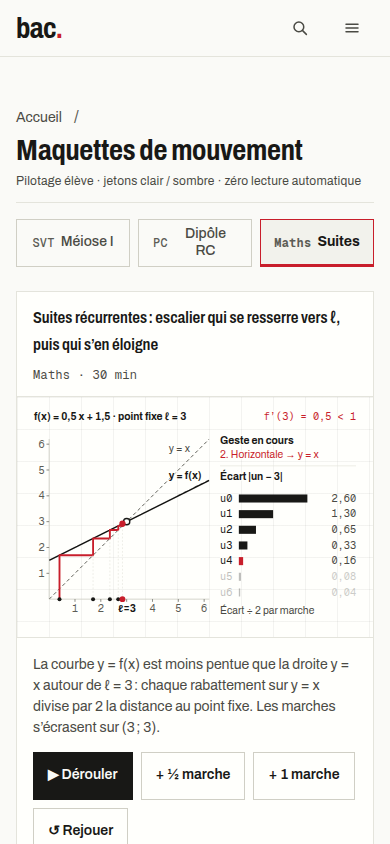 bac.
Accueil /
Maquettes de mouvement
Pilotage élève · jetons clair / sombre · zéro lecture automatique
SVT Méiose I
PC Dipôle RC
Maths Suites
Suites récurrentes : escalier qui se resserre vers ℓ,
puis qui s’en éloigne
Maths · 30 min
f(x) = 0,5 x + 1,5 · point fixe ℓ = 3
f'(3) = 0,5 < 1
6
5
4
3
2
1
y = x
y = f(x)
1 2 ℓ=3 4 5 6
Geste en cours
2. Horizontale → y = x
Écart |un − 3|
u0 2,60
u1 1,30
u2 0,65
u3 0,33
u4 0,16
u5 0,08
u6 0,04
Écart ÷ 2 par marche
La courbe y = f(x) est moins pentue que la droite y =
x autour de ℓ = 3 : chaque rabattement sur y = x
divise par 2 la distance au point fixe. Les marches
s’écrasent sur (3 ; 3).
▶ Dérouler
+ ½ marche
+ 1 marche
↺ Rejouer